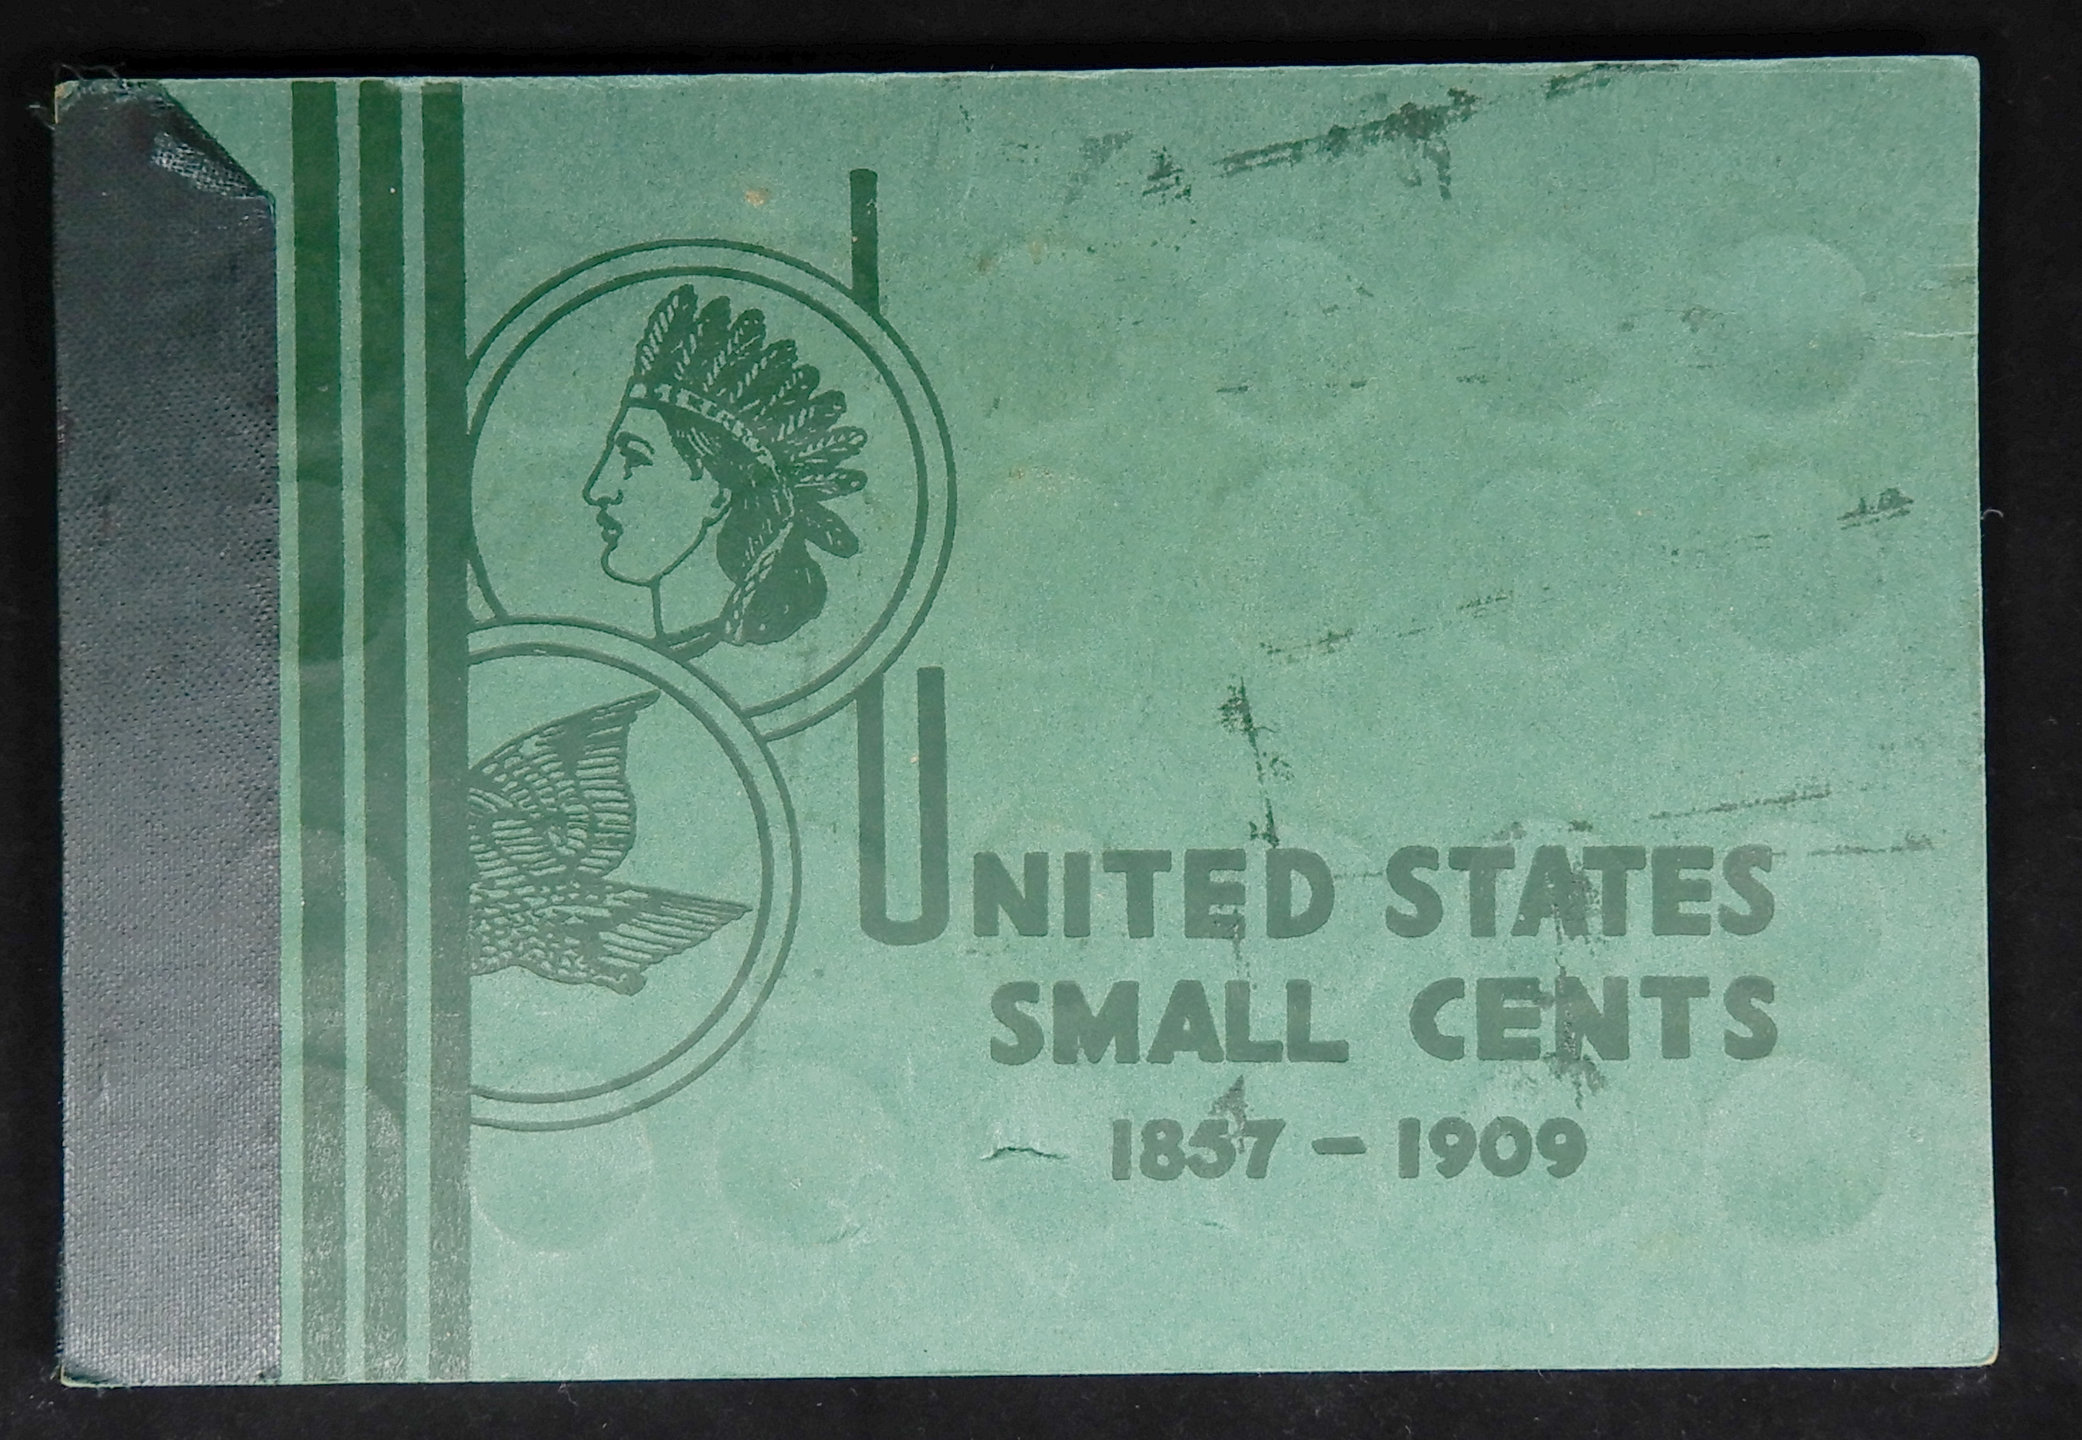 UNITED STATES
SMALL CENTS
1857 - 1909